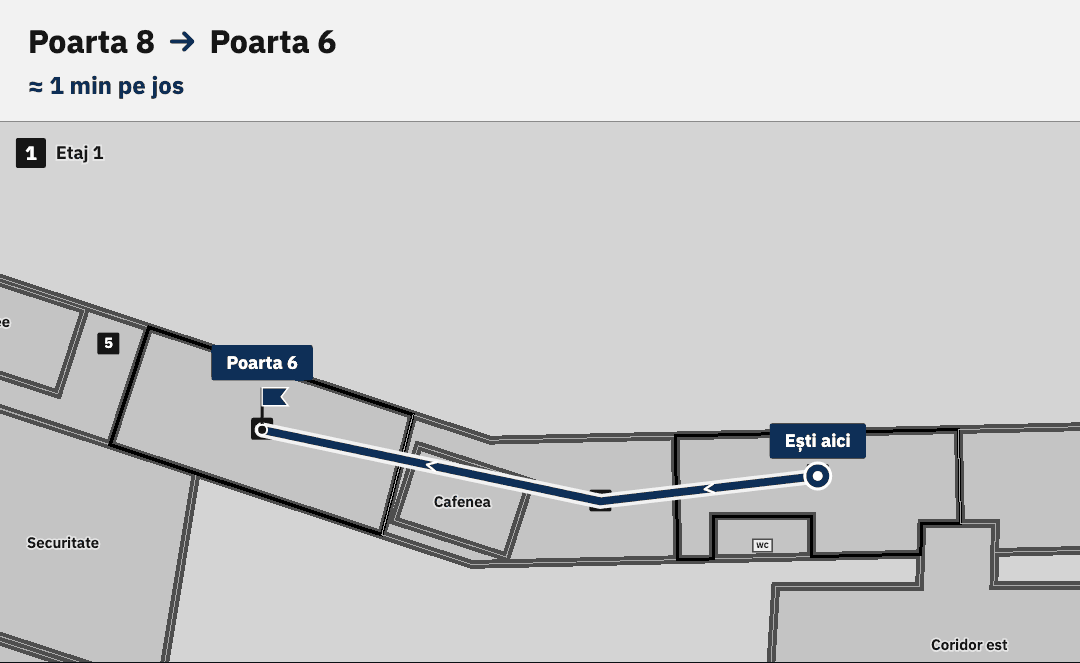 Poarta 8 → Poarta 6
≈ 1 min pe jos
1 Etaj 1
5
Poarta 6
Ești aici
Cafenea
WC
Securitate
Coridor est